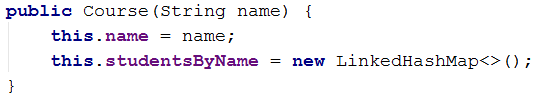 public Course(String name) {
    this.name = name;
    this.studentsByName = new LinkedHashMap<>();
}